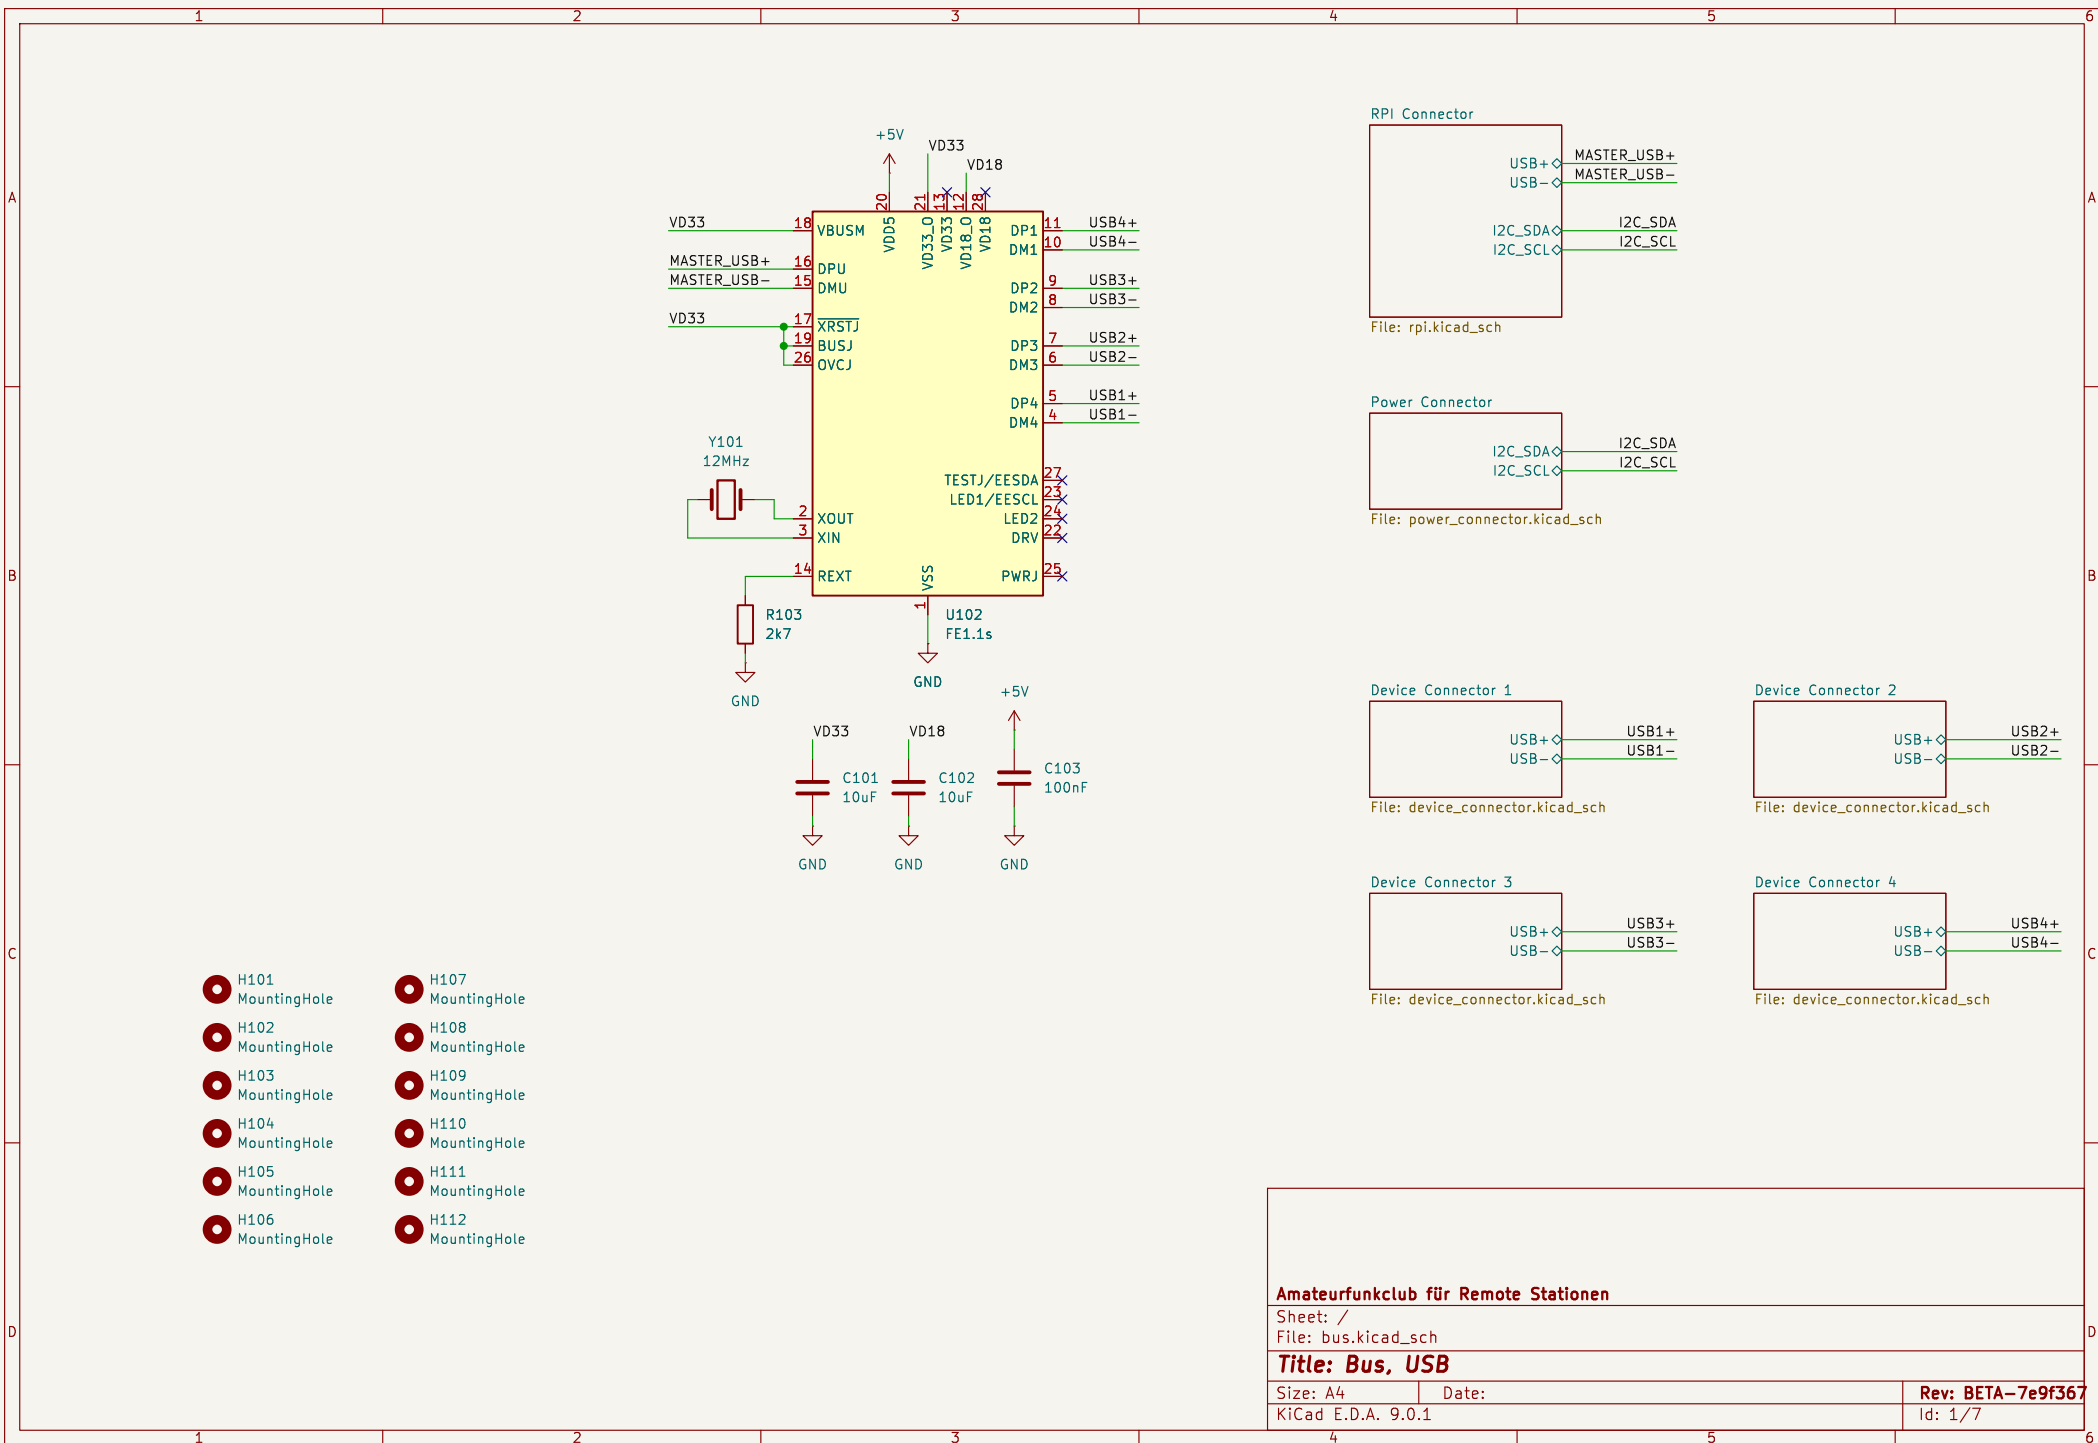 1 2 3 4 5 6
A
B
C
D
+5V
VD33
VD18
20 21 13 12 28
VDD5 VD33_O VD33 VD18_O VD18
VD33 18 VBUSM
MASTER_USB+ 16 DPU
MASTER_USB- 15 DMU
VD33 17 XRSTJ
19 BUSJ
26 OVCJ
Y101
12MHz
2 XOUT
3 XIN
14 REXT
R103
2k7
GND
DP1 11 USB4+
DM1 10 USB4-
DP2 9 USB3+
DM2 8 USB3-
DP3 7 USB2+
DM3 6 USB2-
DP4 5 USB1+
DM4 4 USB1-
TESTJ/EESDA 27
LED1/EESCL 23
LED2 24
DRV 22
PWRJ 25
VSS
1
U102
FE1.1s
GND
VD33
C101
10uF
GND
VD18
C102
10uF
GND
+5V
C103
100nF
GND
RPI Connector
USB+ MASTER_USB+
USB- MASTER_USB-
I2C_SDA I2C_SDA
I2C_SCL I2C_SCL
File: rpi.kicad_sch
Power Connector
I2C_SDA I2C_SDA
I2C_SCL I2C_SCL
File: power_connector.kicad_sch
Device Connector 1
USB+ USB1+
USB- USB1-
File: device_connector.kicad_sch
Device Connector 2
USB+ USB2+
USB- USB2-
File: device_connector.kicad_sch
Device Connector 3
USB+ USB3+
USB- USB3-
File: device_connector.kicad_sch
Device Connector 4
USB+ USB4+
USB- USB4-
File: device_connector.kicad_sch
H101
MountingHole
H102
MountingHole
H103
MountingHole
H104
MountingHole
H105
MountingHole
H106
MountingHole
H107
MountingHole
H108
MountingHole
H109
MountingHole
H110
MountingHole
H111
MountingHole
H112
MountingHole
Amateurfunkclub für Remote Stationen
Sheet: /
File: bus.kicad_sch
Title: Bus, USB
Size: A4 Date: Rev: BETA-7e9f367
KiCad E.D.A. 9.0.1 Id: 1/7
A
B
C
D
1 2 3 4 5 6